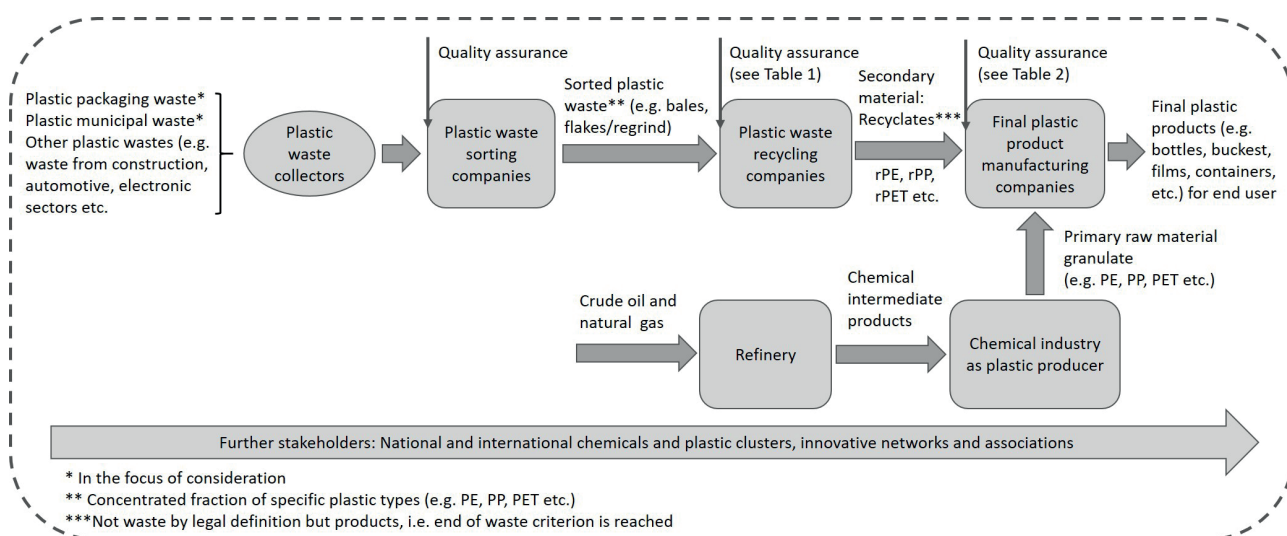 Quality assurance
Quality assurance
(see Table 1)
Quality assurance
(see Table 2)
Plastic packaging waste*
Plastic municipal waste*
Other plastic wastes (e.g.
waste from construction,
automotive, electronic
sectors etc.
Plastic
waste
collectors
Plastic waste
sorting
companies
Sorted plastic
waste** (e.g. bales,
flakes/regrind)
Plastic waste
recycling
companies
Secondary
material:
Recyclates***
rPE, rPP,
rPET etc.
Final plastic
product
manufacturing
companies
Final plastic
products (e.g.
bottles, buckest,
films, containers,
etc.) for end user
Primary raw material
granulate
(e.g. PE, PP, PET etc.)
Crude oil and
natural gas
Refinery
Chemical
intermediate
products
Chemical industry
as plastic producer
Further stakeholders: National and international chemicals and plastic clusters, innovative networks and associations
* In the focus of consideration
** Concentrated fraction of specific plastic types (e.g. PE, PP, PET etc.)
***Not waste by legal definition but products, i.e. end of waste criterion is reached